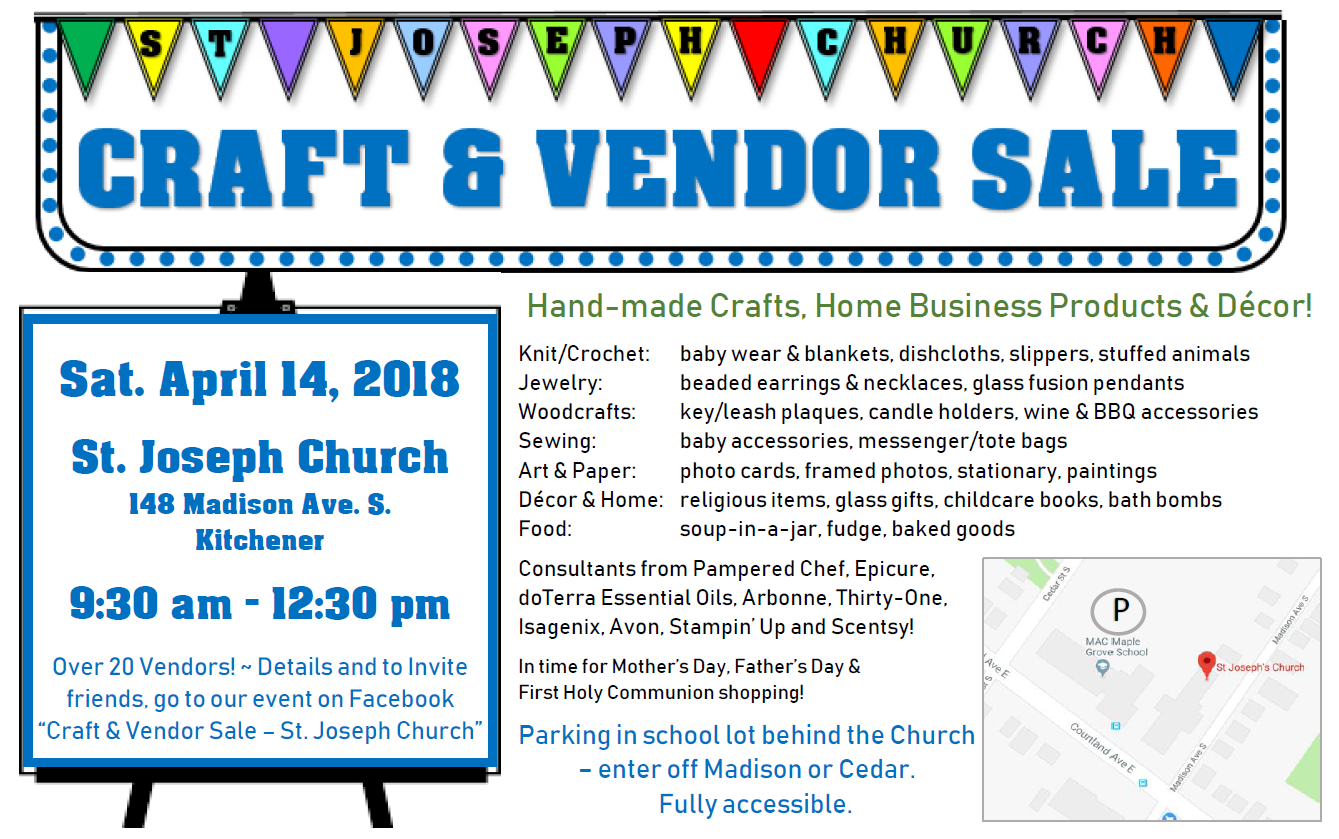 ST JOSEPH CHURCH
CRAFT & VENDOR SALE
Sat. April 14, 2018
St. Joseph Church
148 Madison Ave. S.
Kitchener
9:30 am - 12:30 pm
Over 20 Vendors! ~ Details and to Invite
friends, go to our event on Facebook
“Craft & Vendor Sale – St. Joseph Church”
Hand-made Crafts, Home Business Products & Décor!
Knit/Crochet: baby wear & blankets, dishcloths, slippers, stuffed animals
Jewelry: beaded earrings & necklaces, glass fusion pendants
Woodcrafts: key/leash plaques, candle holders, wine & BBQ accessories
Sewing: baby accessories, messenger/tote bags
Art & Paper: photo cards, framed photos, stationary, paintings
Décor & Home: religious items, glass gifts, childcare books, bath bombs
Food: soup-in-a-jar, fudge, baked goods
Consultants from Pampered Chef, Epicure,
doTerra Essential Oils, Arbonne, Thirty-One,
Isagenix, Avon, Stampin’ Up and Scentsy!
In time for Mother’s Day, Father’s Day &
First Holy Communion shopping!
Parking in school lot behind the Church
– enter off Madison or Cedar.
Fully accessible.
Cedar St S
P
MAC Maple
Grove School
Madison Ave S
St Joseph's Church
Ave E
St S
Courtland Ave E
Madison Ave S